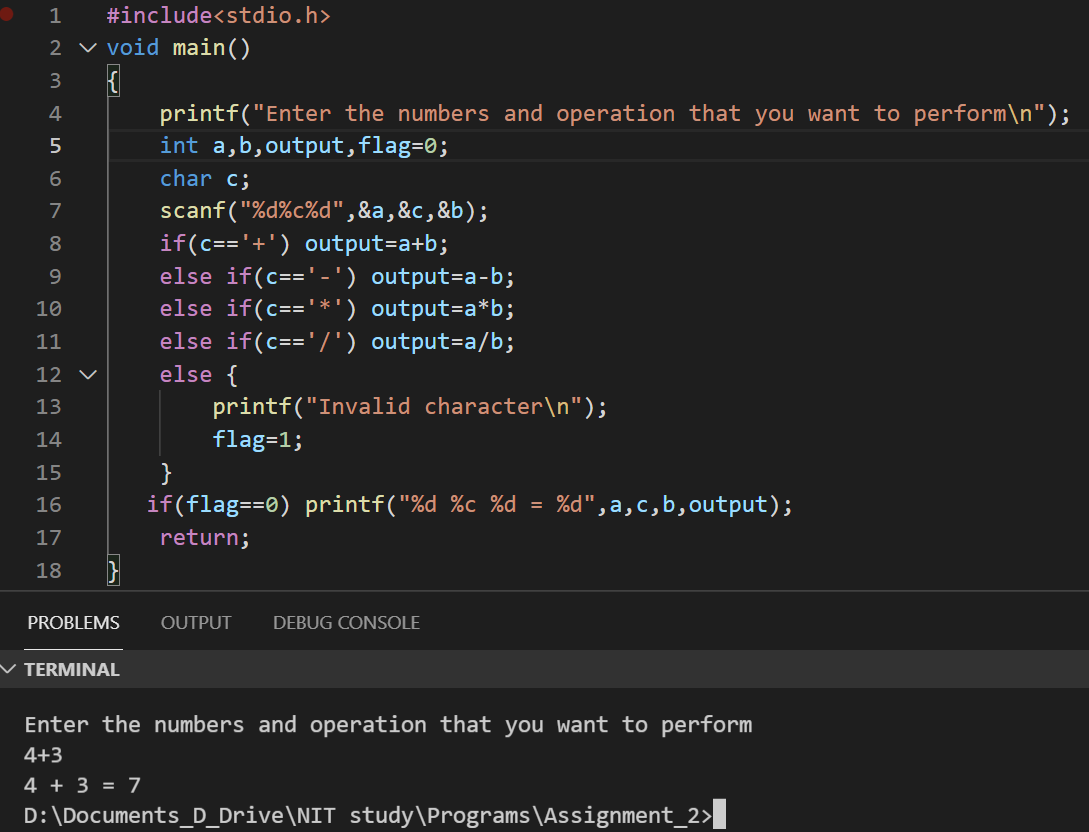 1 #include<stdio.h>
2 void main()
3 {
4     printf("Enter the numbers and operation that you want to perform\n");
5     int a,b,output,flag=0;
6     char c;
7     scanf("%d%c%d",&a,&c,&b);
8     if(c=='+') output=a+b;
9     else if(c=='-') output=a-b;
10     else if(c=='*') output=a*b;
11     else if(c=='/') output=a/b;
12     else {
13         printf("Invalid character\n");
14         flag=1;
15     }
16    if(flag==0) printf("%d %c %d = %d",a,c,b,output);
17     return;
18 }
PROBLEMS OUTPUT DEBUG CONSOLE
TERMINAL
Enter the numbers and operation that you want to perform
4+3
4 + 3 = 7
D:\Documents_D_Drive\NIT study\Programs\Assignment_2>